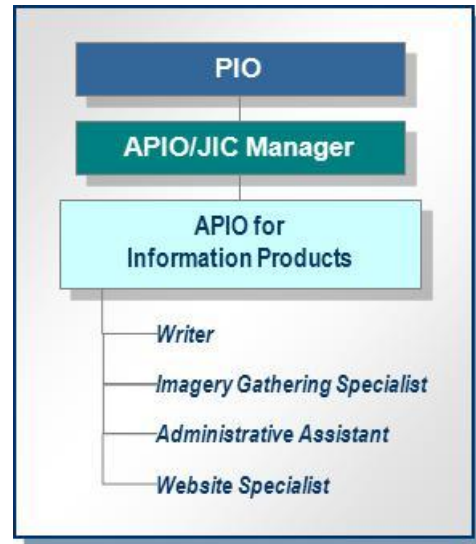 PIO
APIO/JIC Manager
APIO for
Information Products
Writer
Imagery Gathering Specialist
Administrative Assistant
Website Specialist